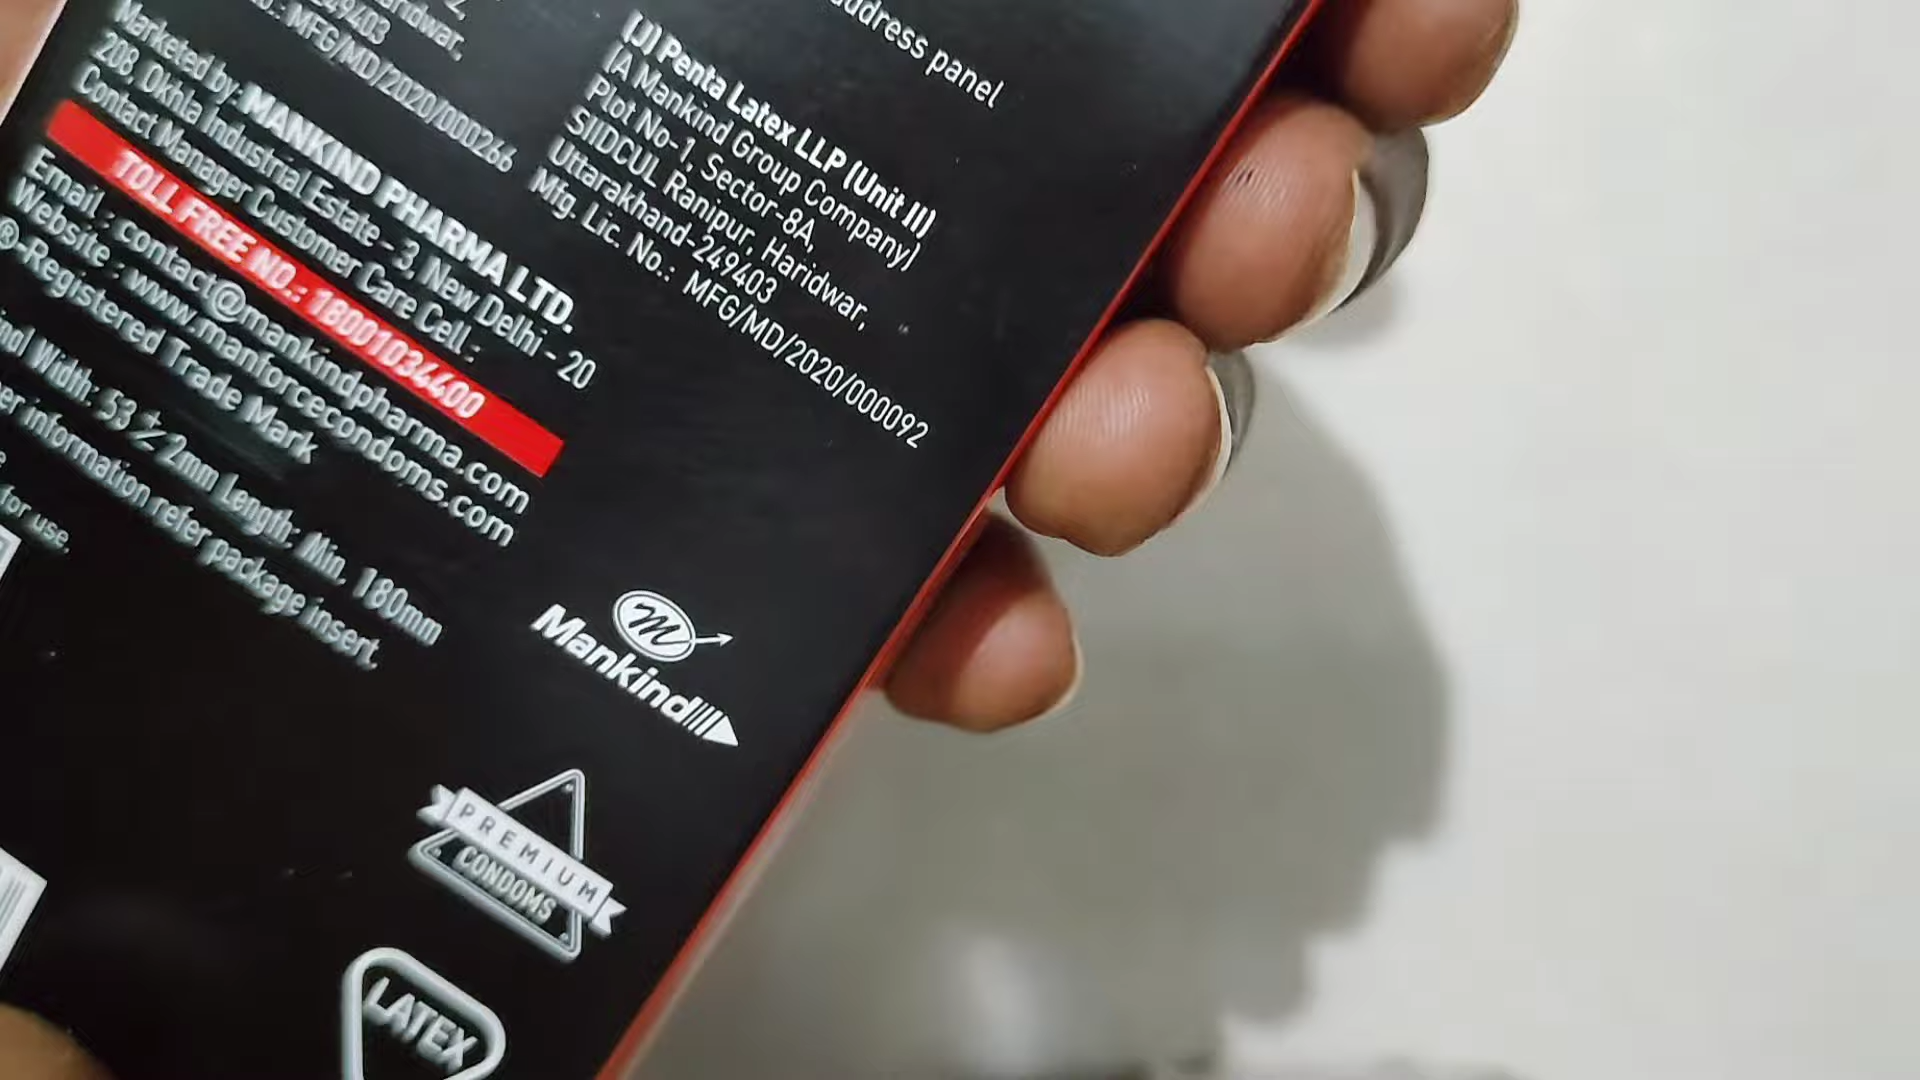 249403
MFG/MD/2020/000266
Marketed by: MANKIND PHARMA LTD.
208, Okhla Industrial Estate - 3, New Delhi - 20
Contact Manager Customer Care Cell.:
TOLL FREE NO.: 18001034400
Email : contact@mankindpharma.com
Website : www.manforcecondoms.com
®-Registered Trade Mark
Width: 53 ± 2mm Length: Min. 180mm
information refer package insert.
for use.
address panel
(J) Penta Latex LLP (Unit II)
(A Mankind Group Company)
Plot No-1, Sector-8A,
SIIDCUL Ranipur, Haridwar,
Uttarakhand-249403
Mfg. Lic. No.: MFG/MD/2020/000092
Mankind
PREMIUM
CONDOMS
LATEX